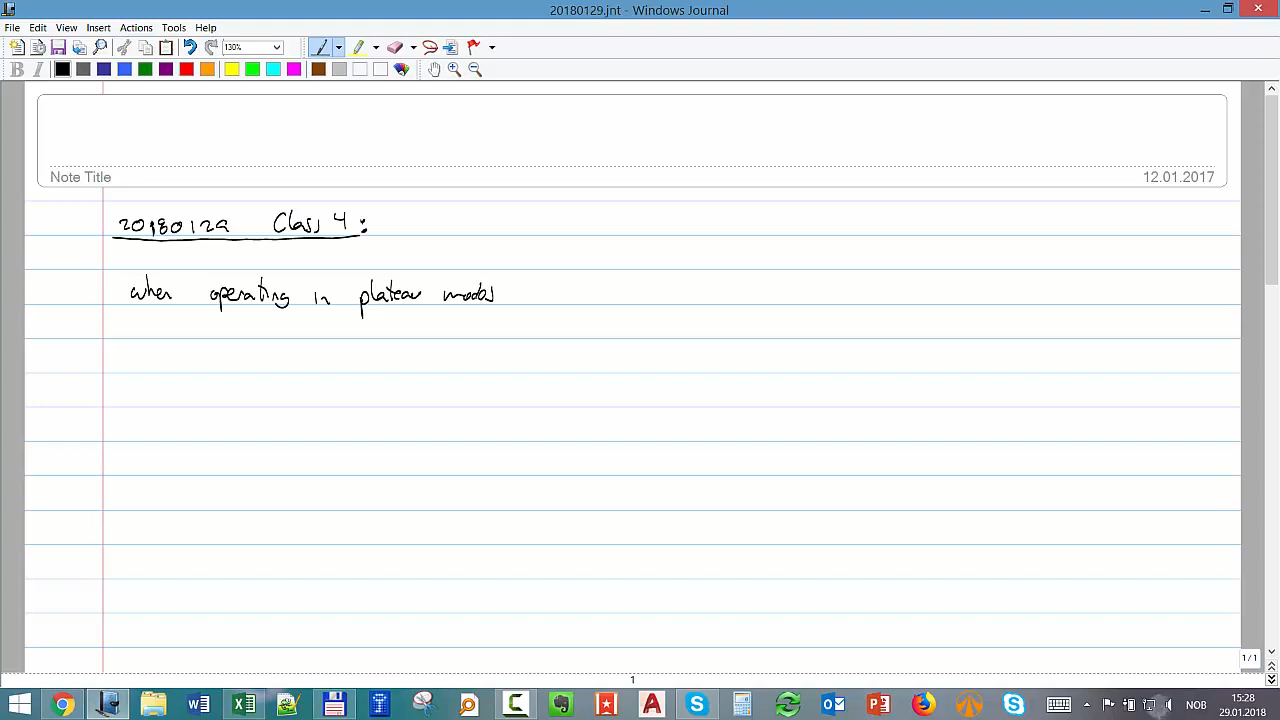 20180129.jnt - Windows Journal
File Edit View Insert Actions Tools Help
130%
B I
Note Title
12.01.2017
20180129 Class 4:
when operating in plateau modes
1/1
1
15:28
NOB
29.01.2018